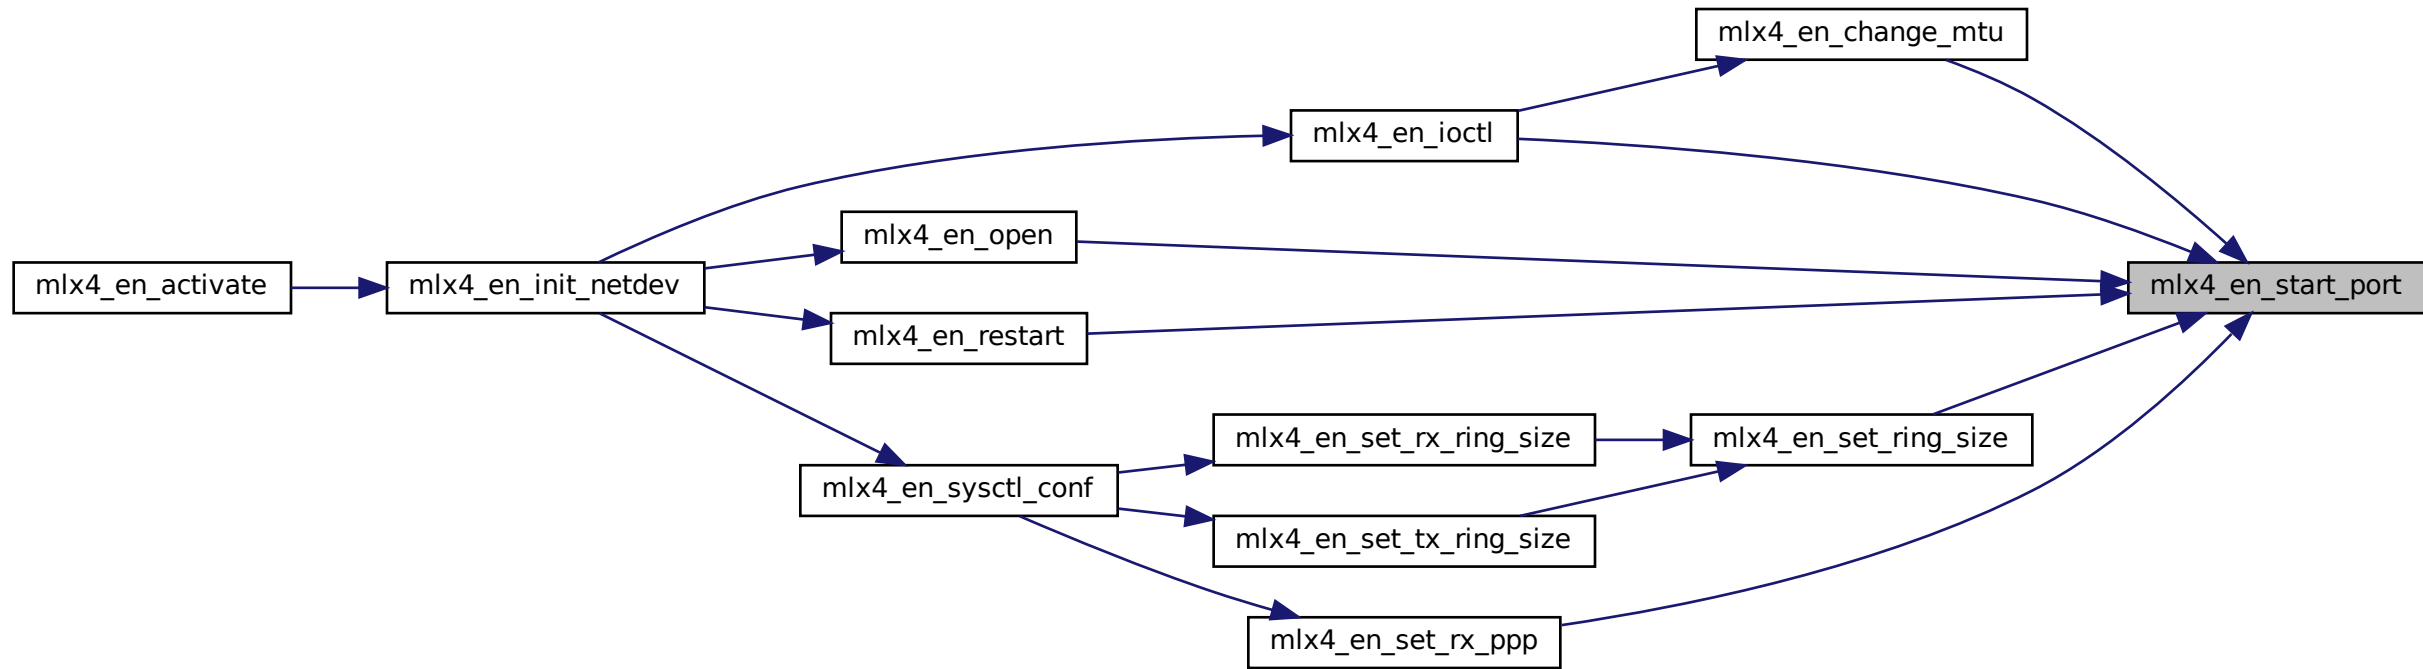 mlx4_en_change_mtu
mlx4_en_ioctl
mlx4_en_open
mlx4_en_activate
mlx4_en_init_netdev
mlx4_en_start_port
mlx4_en_restart
mlx4_en_set_rx_ring_size
mlx4_en_set_ring_size
mlx4_en_sysctl_conf
mlx4_en_set_tx_ring_size
mlx4_en_set_rx_ppp